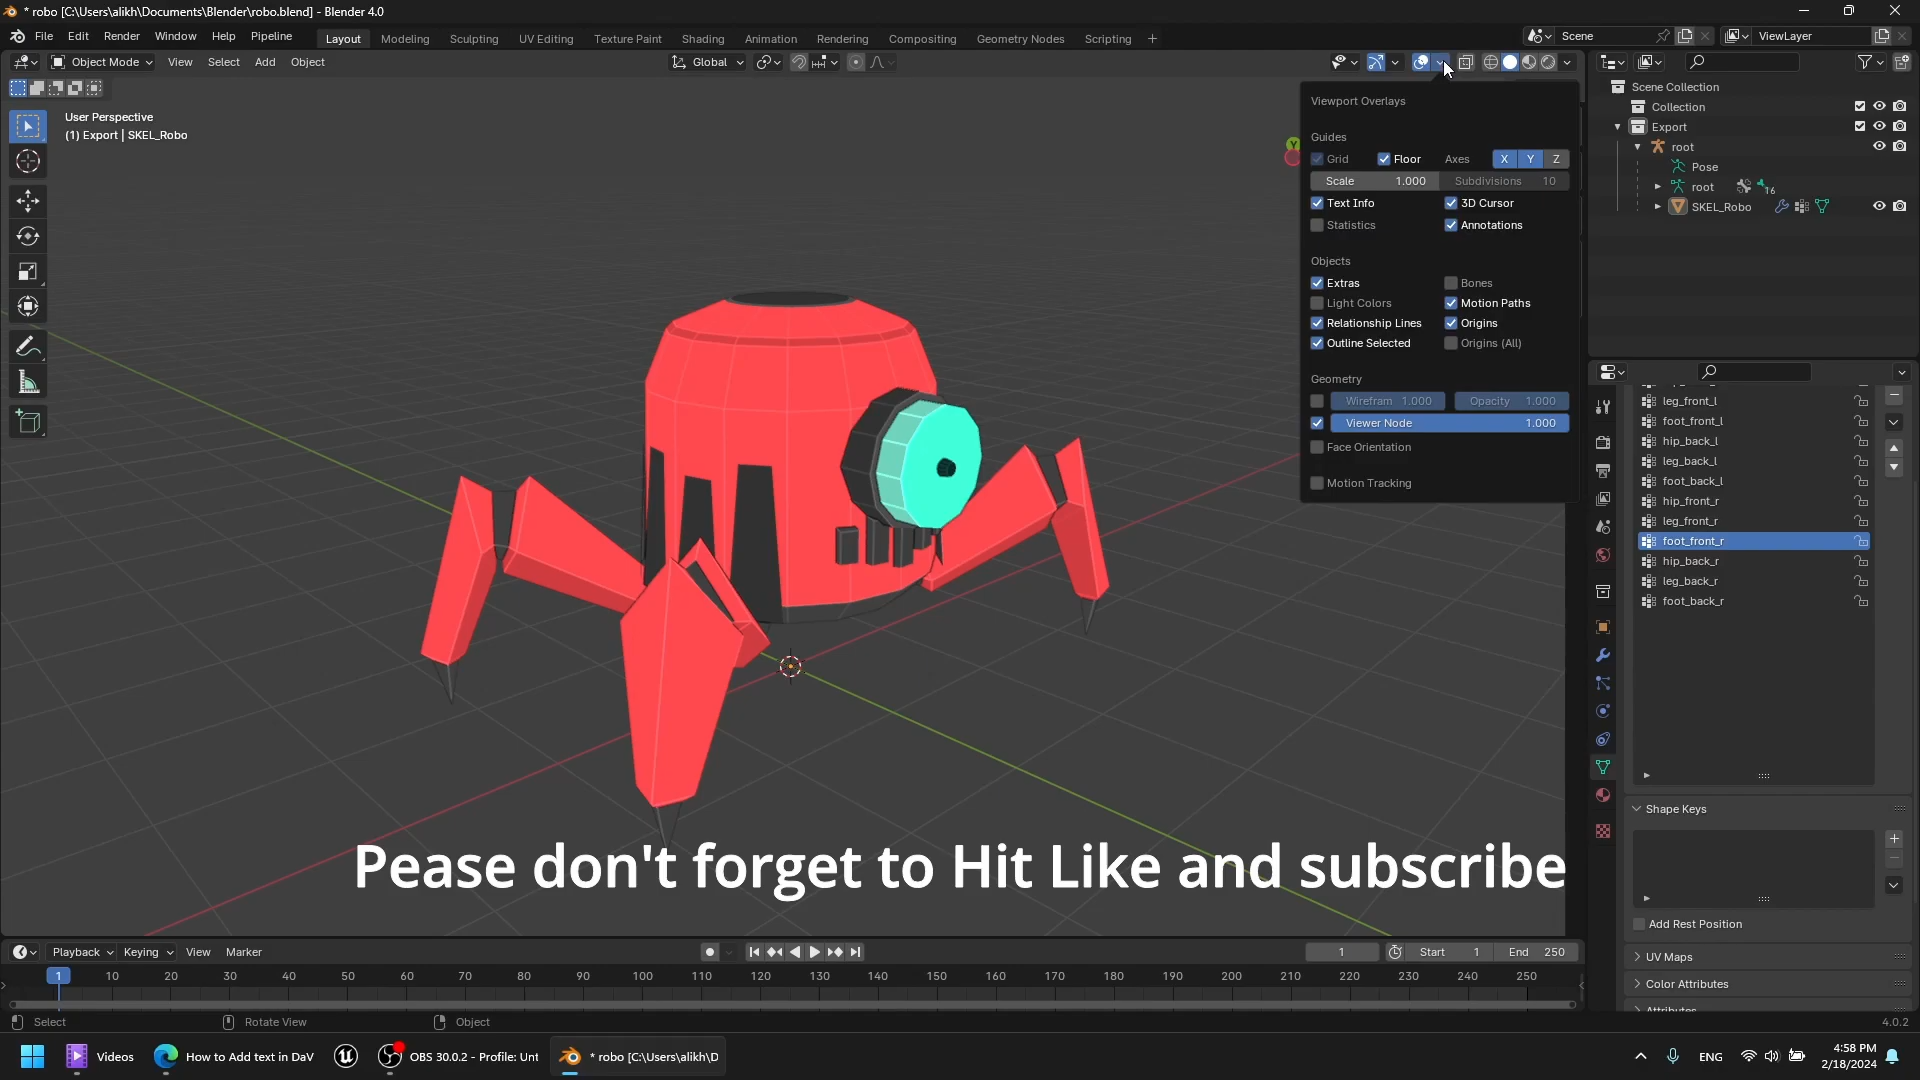 * robo [C:\Users\alikh\Documents\Blender\robo.blend] - Blender 4.0
File Edit Render Window Help Pipeline
Layout Modeling Sculpting UV Editing Texture Paint Shading Animation Rendering Compositing Geometry Nodes Scripting +
Scene
ViewLayer
Object Mode View Select Add Object
Global
User Perspective
(1) Export | SKEL_Robo
Y
Viewport Overlays
Guides
Grid Floor Axes X Y Z
Scale 1.000 Subdivisions 10
Text Info 3D Cursor
Statistics Annotations
Objects
Extras Bones
Light Colors Motion Paths
Relationship Lines Origins
Outline Selected Origins (All)
Geometry
Wirefram 1.000 Opacity 1.000
Viewer Node 1.000
Face Orientation
Motion Tracking
Scene Collection
Collection
Export
root
Pose
root 16
SKEL_Robo
leg_front_l
foot_front_l
hip_back_l
leg_back_l
foot_back_l
hip_front_r
leg_front_r
foot_front_r
hip_back_r
leg_back_r
foot_back_r
Shape Keys
Add Rest Position
UV Maps
Color Attributes
Pease don't forget to Hit Like and subscribe
Playback Keying View Marker
1 Start 1 End 250
1 10 20 30 40 50 60 70 80 90 100 110 120 130 140 150 160 170 180 190 200 210 220 230 240 250
Select Rotate View Object
4.0.2
Videos How to Add text in DaV OBS 30.0.2 - Profile: Unt * robo [C:\Users\alikh\D
ENG
4:58 PM
2/18/2024